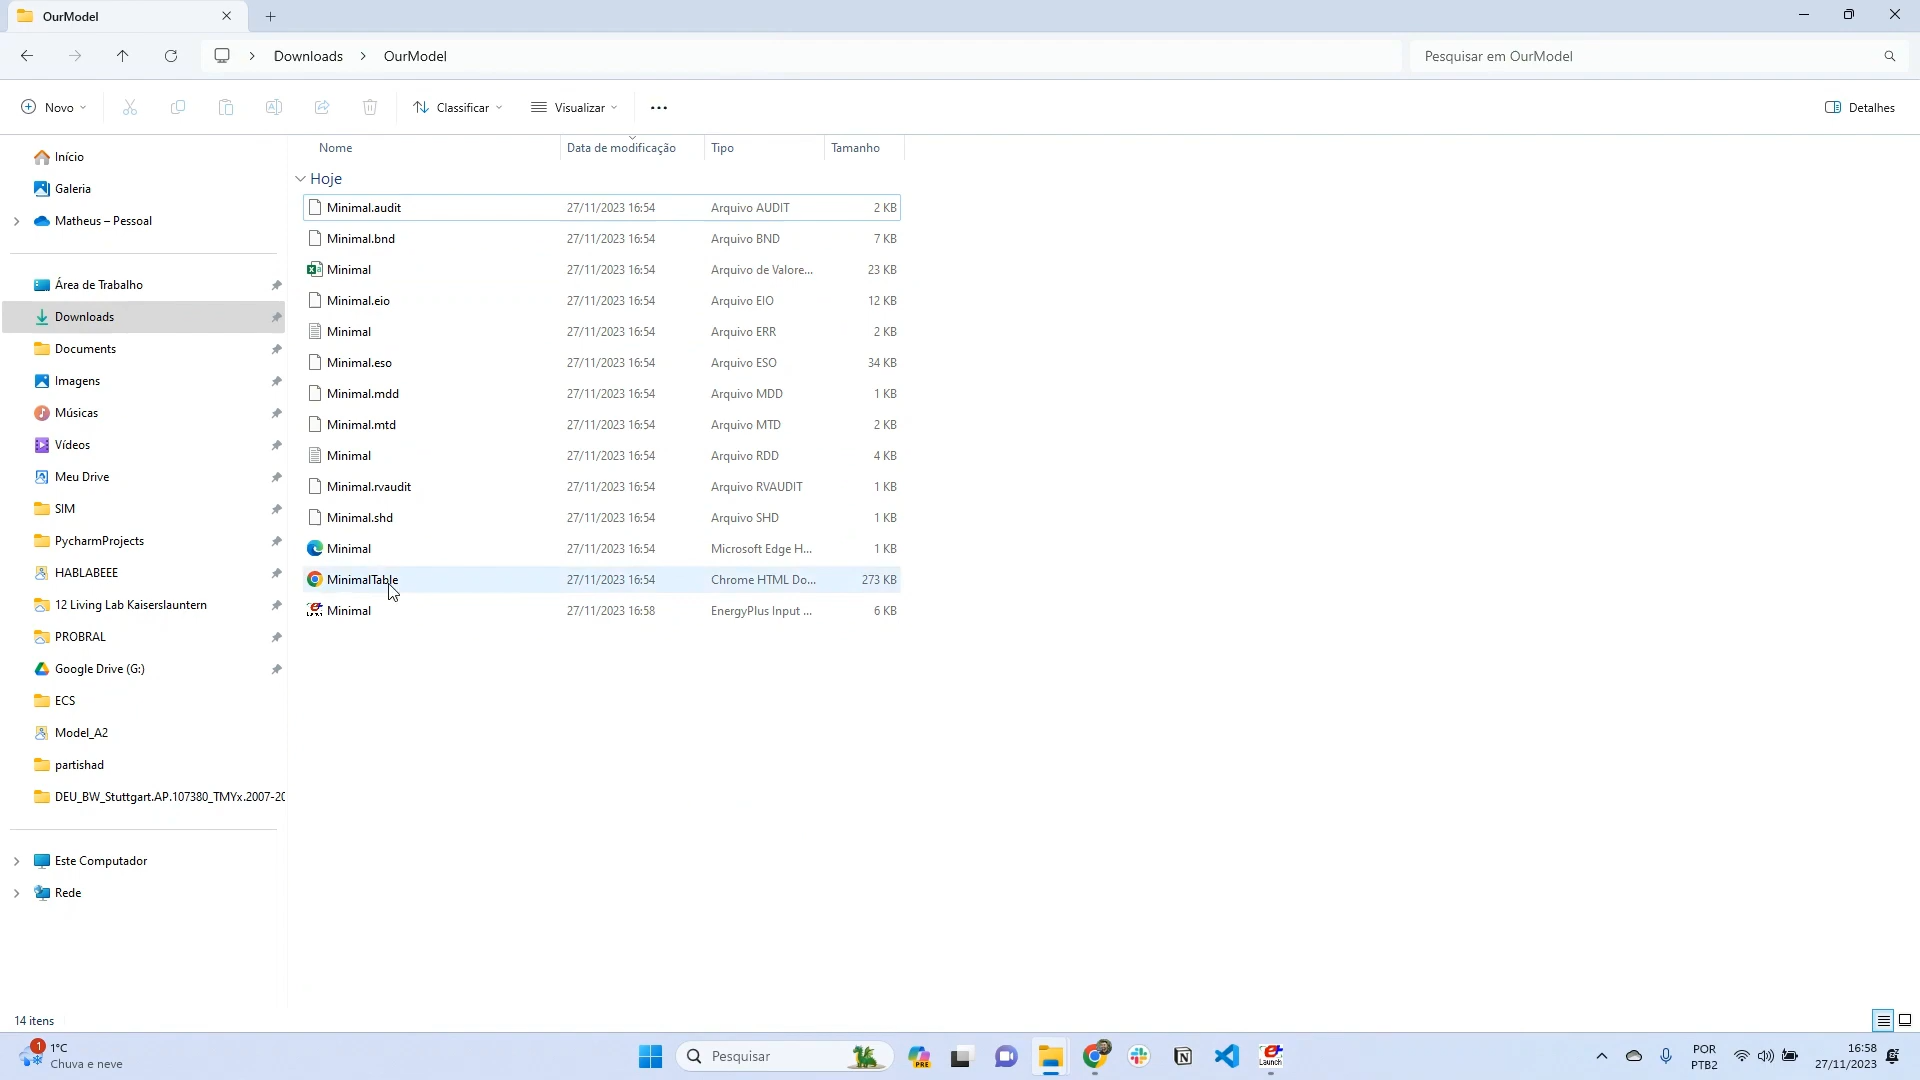 OurModel
Downloads OurModel
Pesquisar em OurModel
Novo
Classificar
Visualizar
Detalhes
Início
Galeria
Matheus – Pessoal
Área de Trabalho
Downloads
Documents
Imagens
Músicas
Vídeos
Meu Drive
SIM
PycharmProjects
HABLABEEE
12 Living Lab Kaiserslauntern
PROBRAL
Google Drive (G:)
ECS
Model_A2
partishad
DEU_BW_Stuttgart.AP.107380_TMYx.2007-20
Este Computador
Rede
Nome Data de modificação Tipo Tamanho
Hoje
Minimal.audit 27/11/2023 16:54 Arquivo AUDIT 2 KB
Minimal.bnd 27/11/2023 16:54 Arquivo BND 7 KB
Minimal 27/11/2023 16:54 Arquivo de Valore... 23 KB
Minimal.eio 27/11/2023 16:54 Arquivo EIO 12 KB
Minimal 27/11/2023 16:54 Arquivo ERR 2 KB
Minimal.eso 27/11/2023 16:54 Arquivo ESO 34 KB
Minimal.mdd 27/11/2023 16:54 Arquivo MDD 1 KB
Minimal.mtd 27/11/2023 16:54 Arquivo MTD 2 KB
Minimal 27/11/2023 16:54 Arquivo RDD 4 KB
Minimal.rvaudit 27/11/2023 16:54 Arquivo RVAUDIT 1 KB
Minimal.shd 27/11/2023 16:54 Arquivo SHD 1 KB
Minimal 27/11/2023 16:54 Microsoft Edge H... 1 KB
MinimalTable 27/11/2023 16:54 Chrome HTML Do... 273 KB
Minimal 27/11/2023 16:58 EnergyPlus Input ... 6 KB
14 itens
1
1°C
Chuva e neve
Pesquisar
PRE
Launch
POR
PTB2
16:58
27/11/2023